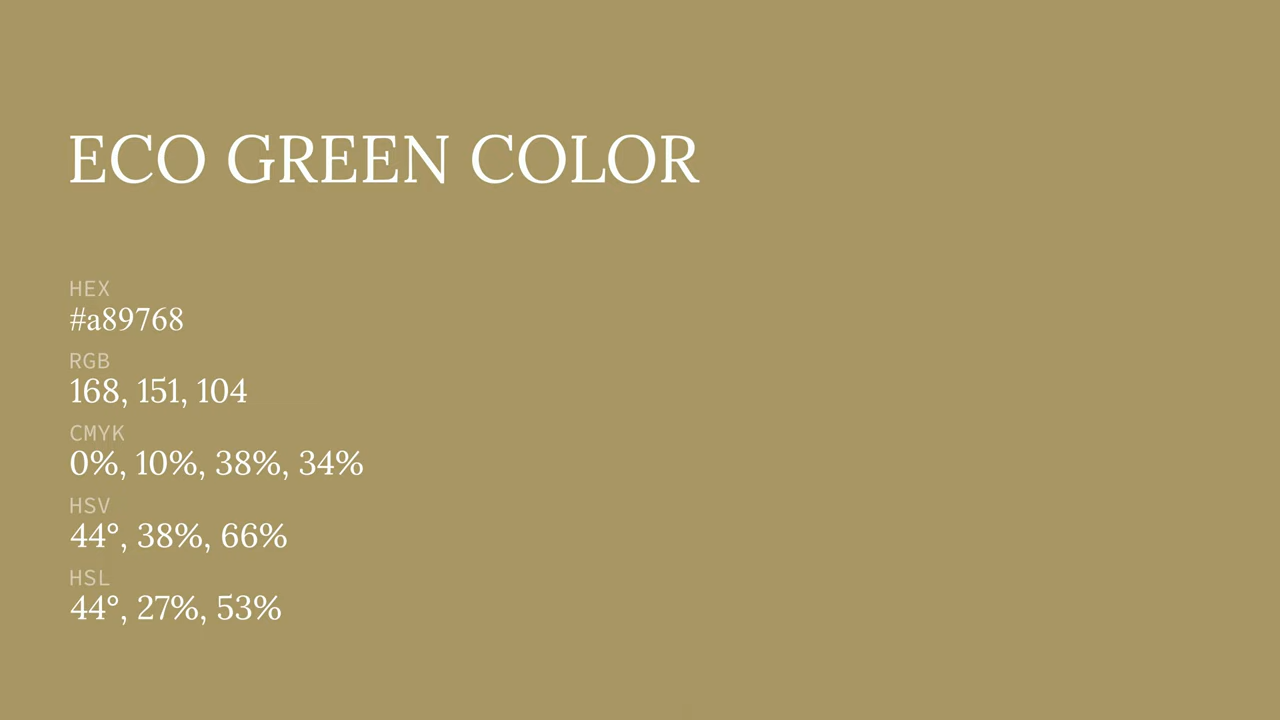 ECO GREEN COLOR
HEX
#a89768
RGB
168, 151, 104
CMYK
0%, 10%, 38%, 34%
HSV
44°, 38%, 66%
HSL
44°, 27%, 53%